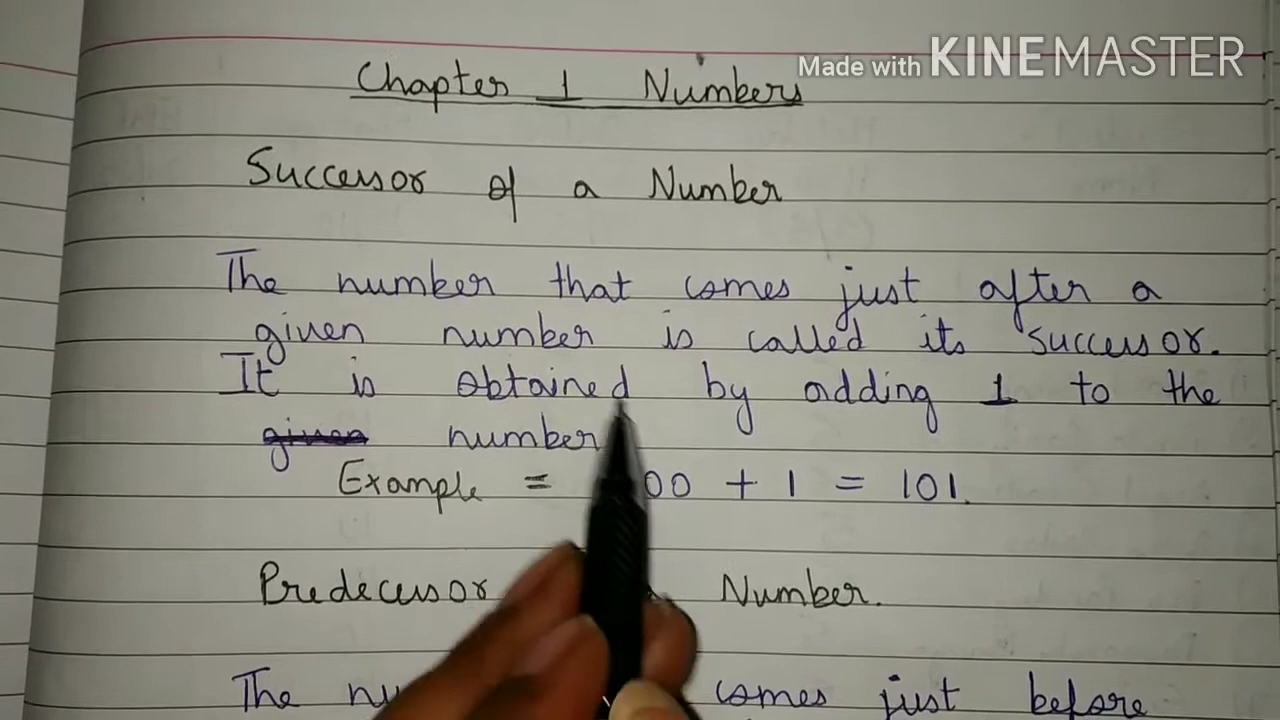 Made with KINEMASTER
Chapter 1 Numbers
Successor of a Number
The number that comes just after a
given number is called its successor.
It is obtained by adding 1 to the
given number
Example = 00 + 1 = 101.
Predecessor Number.
The comes just before